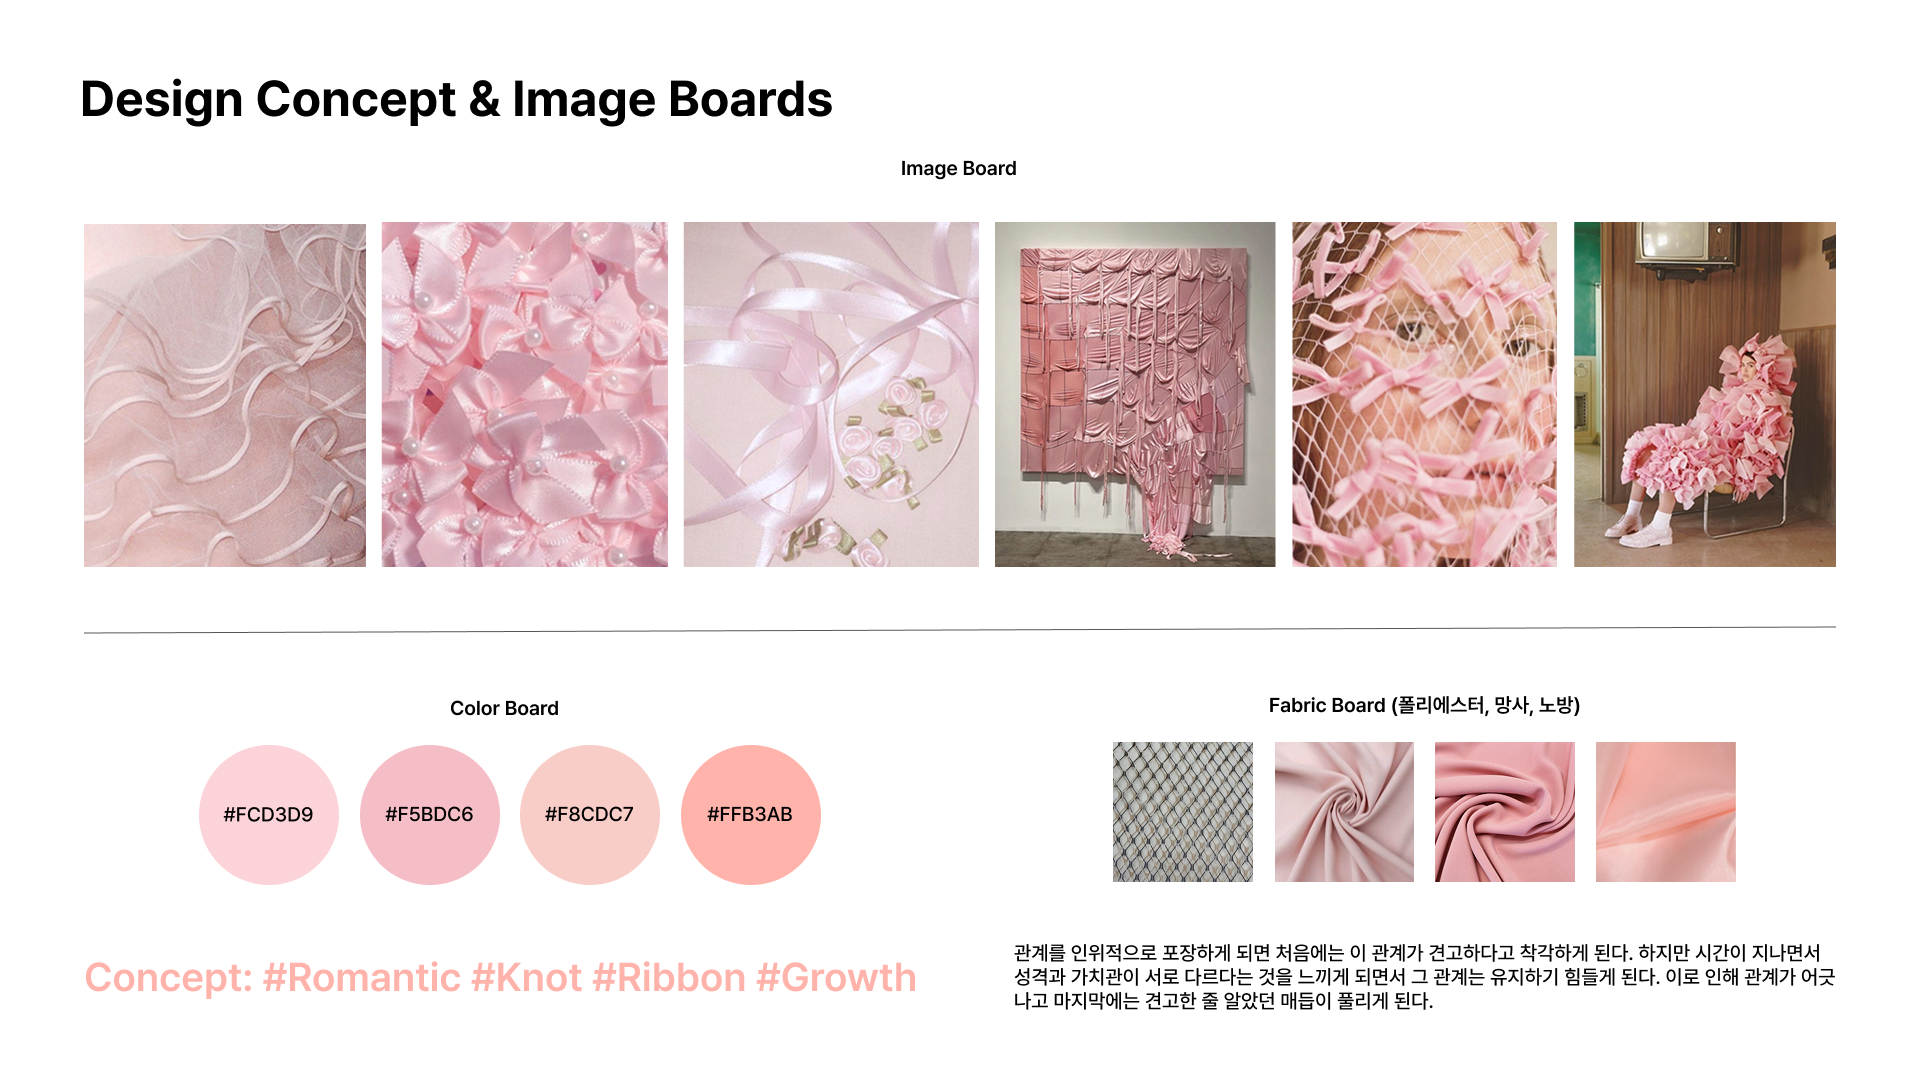 Design Concept & Image Boards
Image Board
Color Board
#FCD3D9
#F5BDC6
#F8CDC7
#FFB3AB
Fabric Board (폴리에스터, 망사, 노방)
Concept: #Romantic #Knot #Ribbon #Growth
관계를 인위적으로 포장하게 되면 처음에는 이 관계가 견고하다고 착각하게 된다. 하지만 시간이 지나면서
성격과 가치관이 서로 다르다는 것을 느끼게 되면서 그 관계는 유지하기 힘들게 된다. 이로 인해 관계가 어긋
나고 마지막에는 견고한 줄 알았던 매듭이 풀리게 된다.